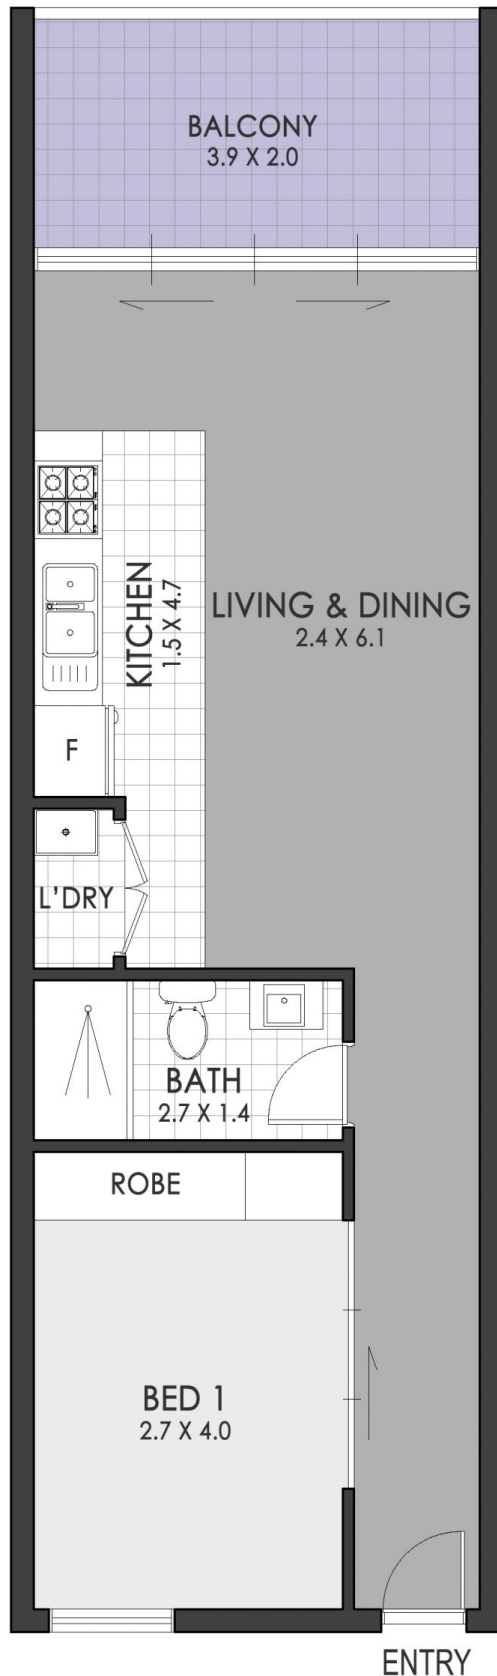 BALCONY
3.9 X 2.0
KITCHEN
1.5 X 4.7
LIVING & DINING
2.4 X 6.1
F
L'DRY
BATH
2.7 X 1.4
ROBE
BED 1
2.7 X 4.0
ENTRY